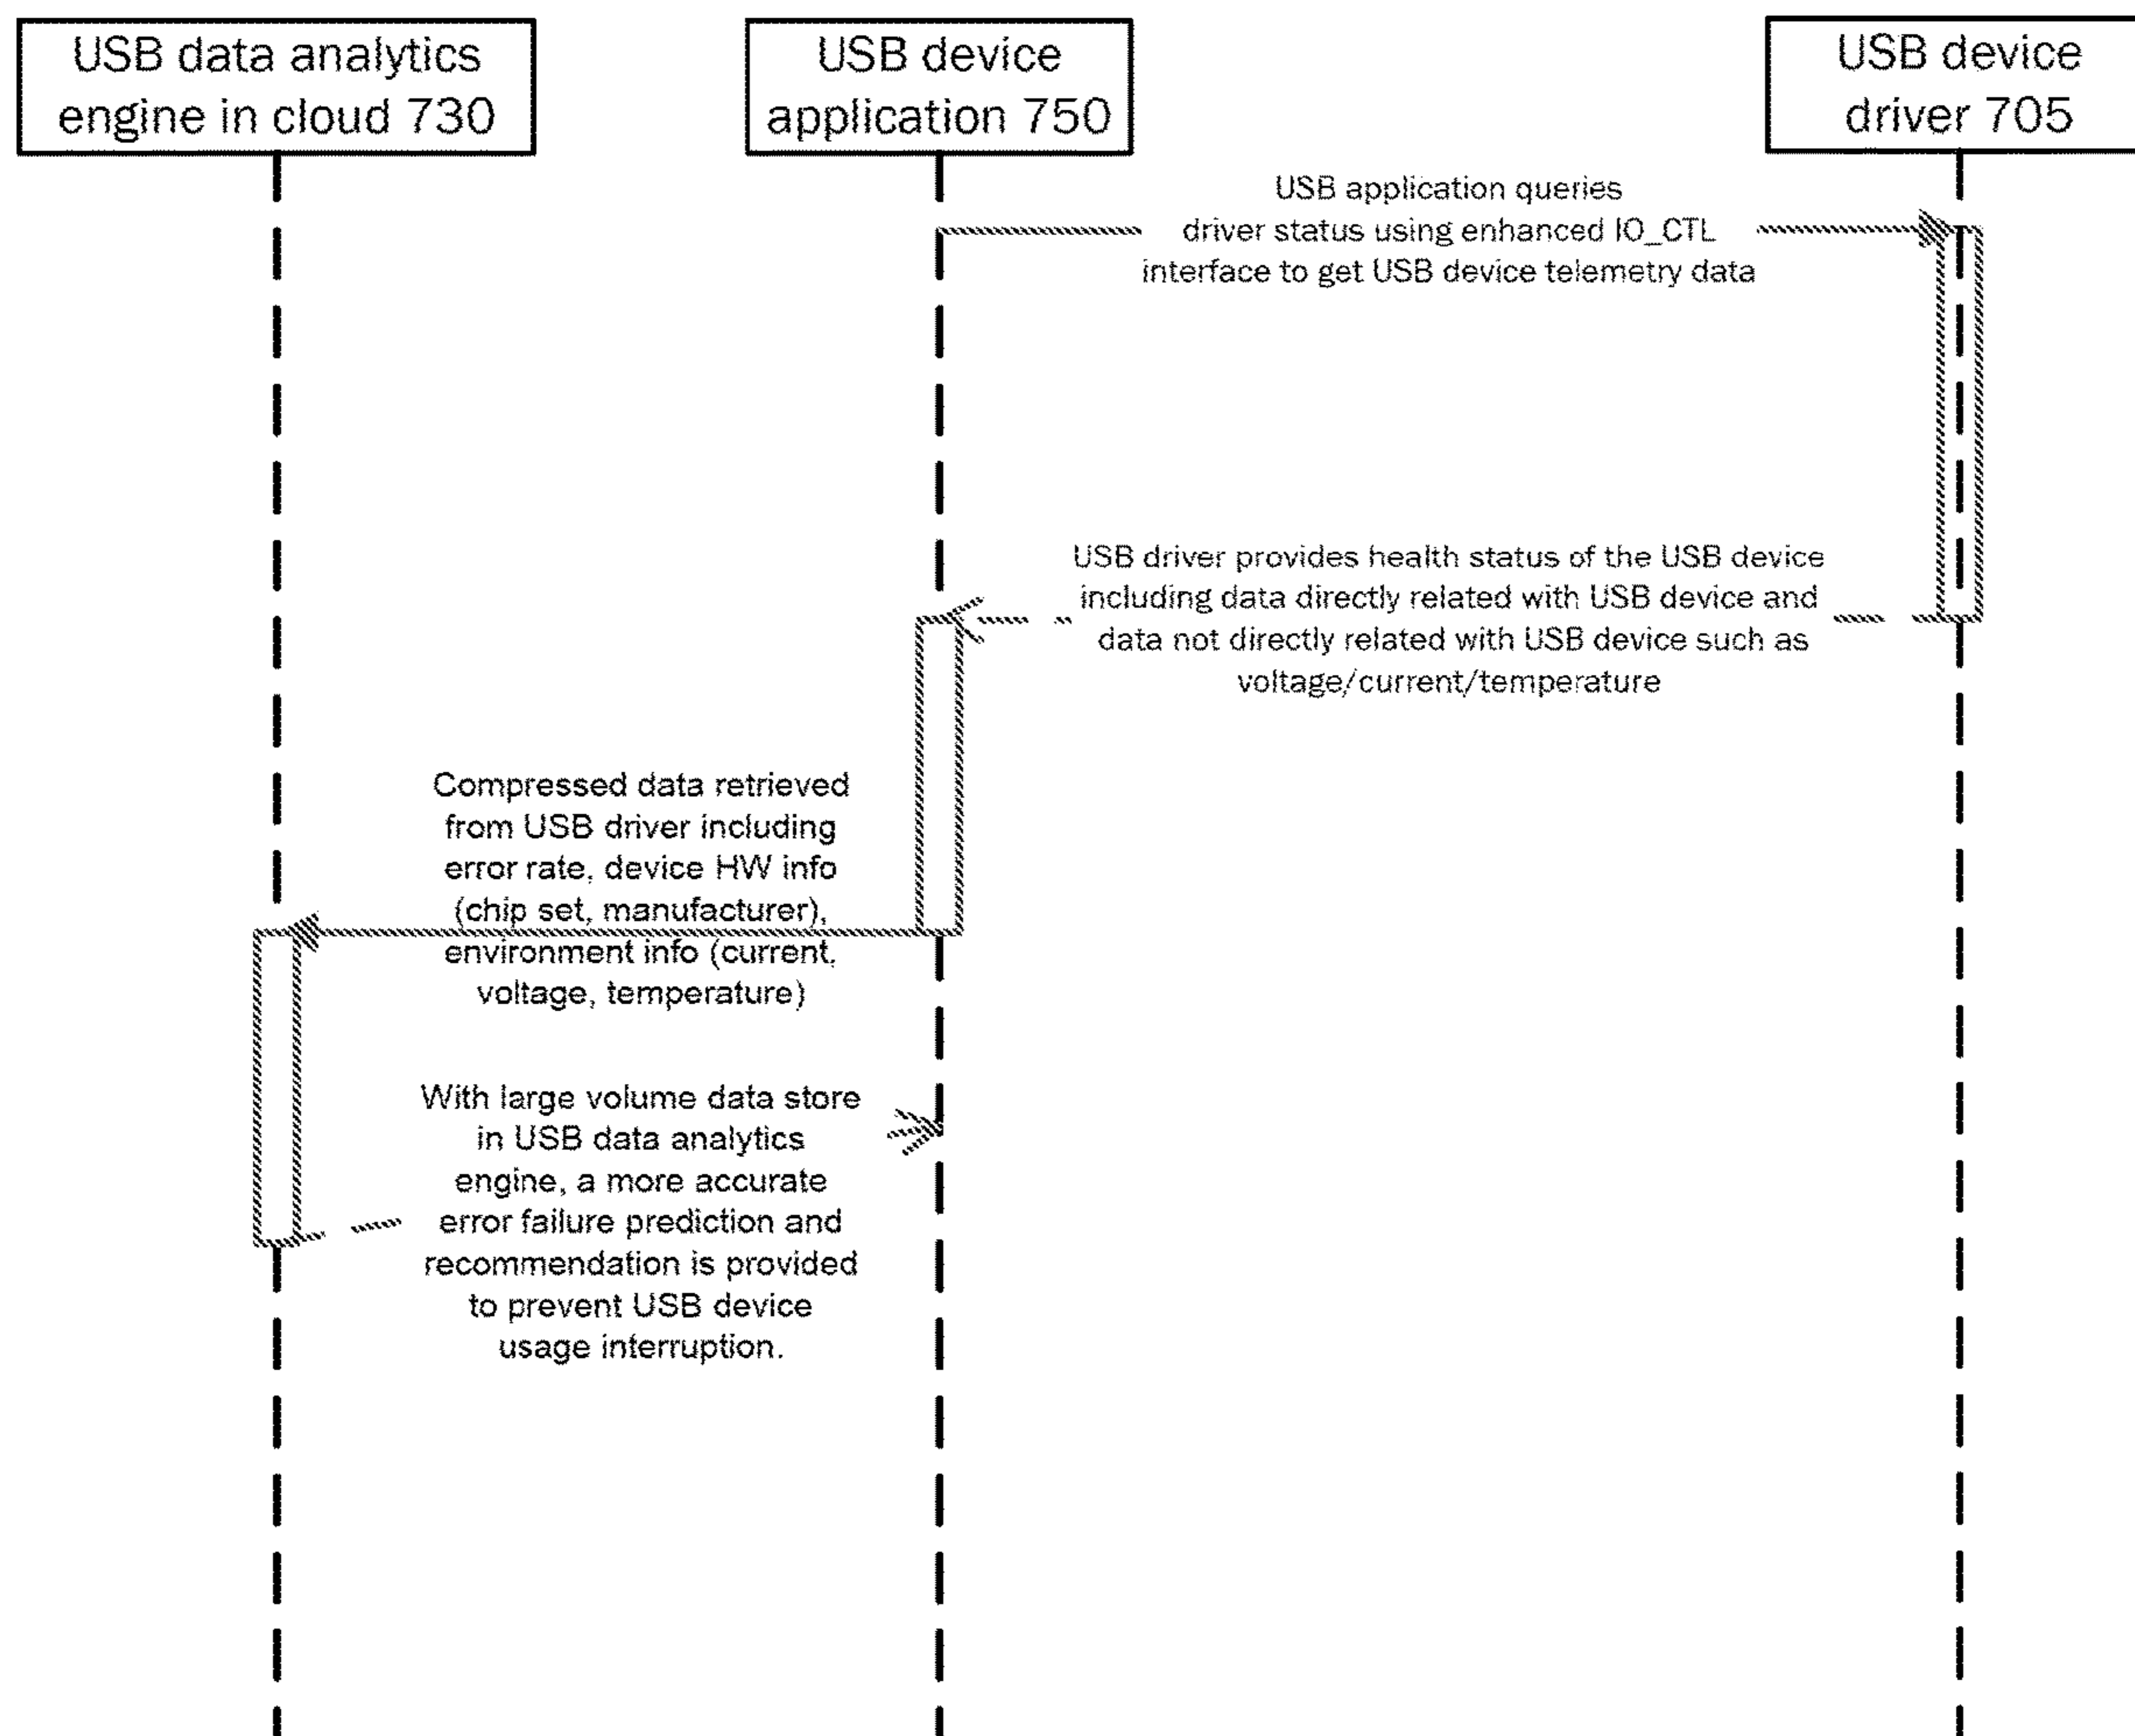 USB data analytics
engine in cloud 730
USB device
application 750
USB device
driver 705
USB application queries
driver status using enhanced IO_CTL
interface to get USB device telemetry data
USB driver provides health status of the USB device
including data directly related with USB device and
data not directly related with USB device such as
voltage/current/temperature
Compressed data retrieved
from USB driver including
error rate, device HW info
(chip set, manufacturer),
environment info (current,
voltage, temperature)
With large volume data store
in USB data analytics
engine, a more accurate
error failure prediction and
recommendation is provided
to prevent USB device
usage interruption.